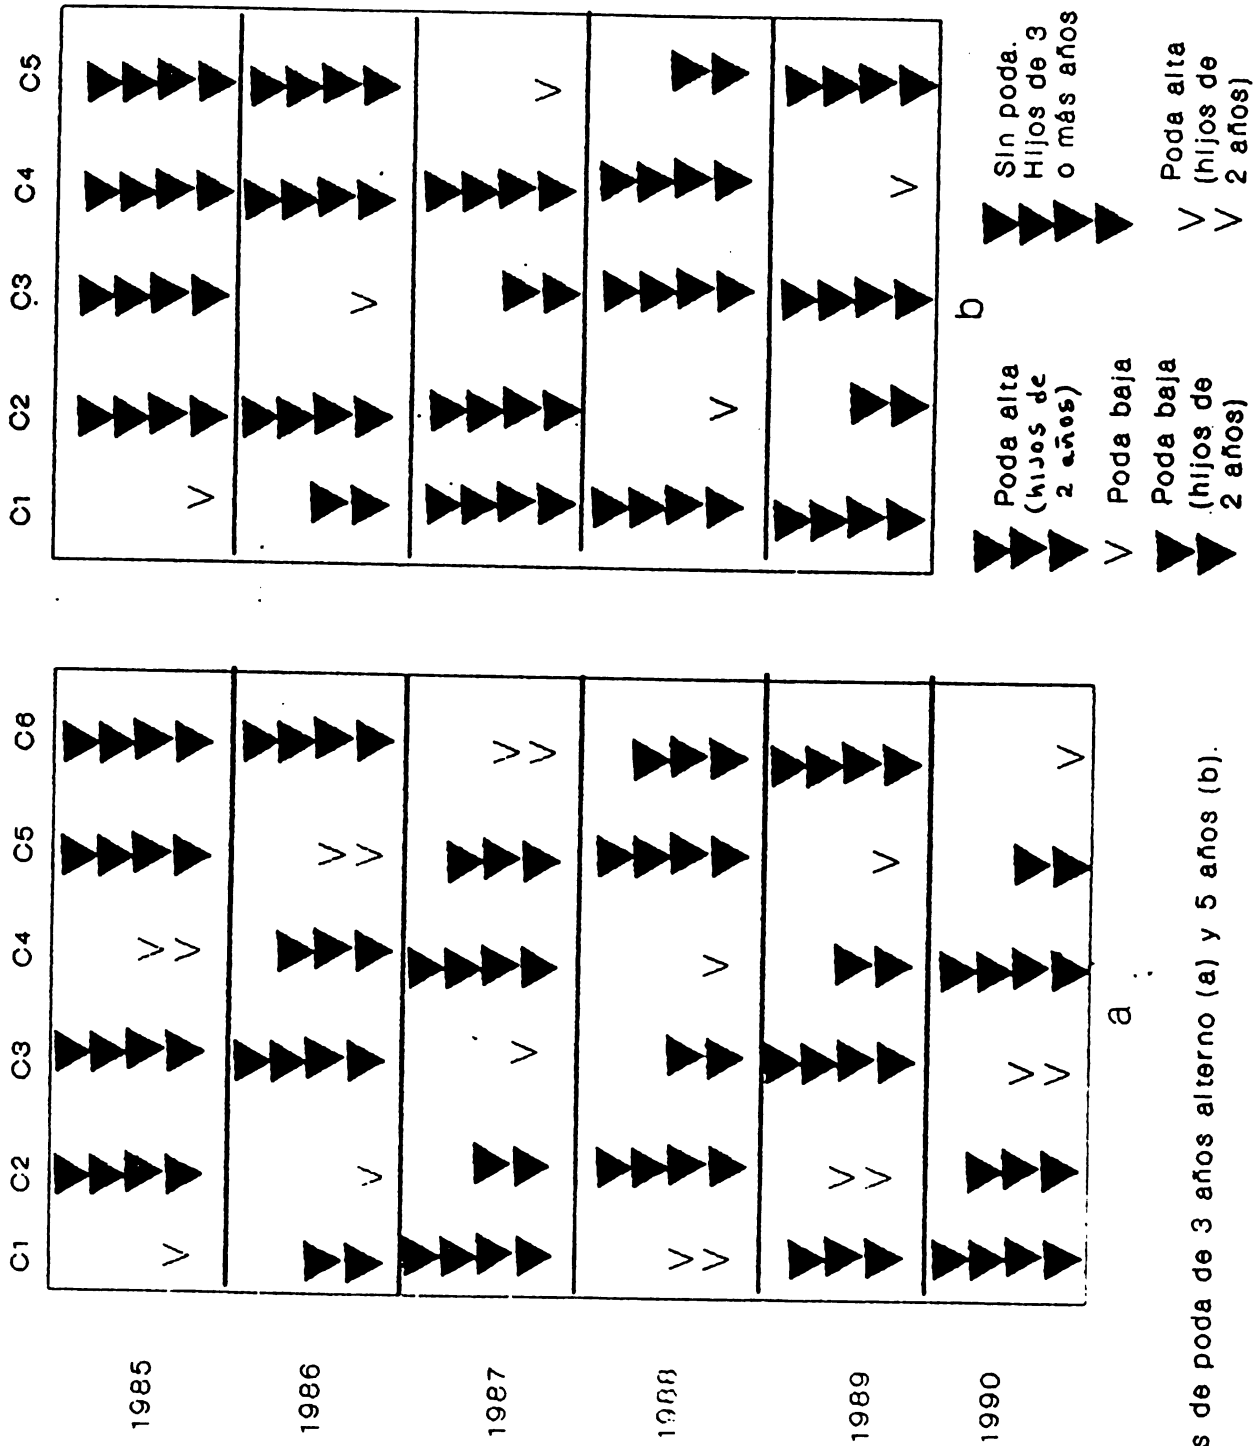 C1 C2 C3 C4 C5 C6
C1 C2 C3 C4 C5
1985
1986
1987
1988
1989
1990
a
b
Poda alta
(hijos de
2 años)
Poda baja
Poda baja
(hijos de
2 años)
Sin poda.
Hijos de 3
o más años
Poda alta
(hijos de
2 años)
s de poda de 3 años alterno (a) y 5 años (b).